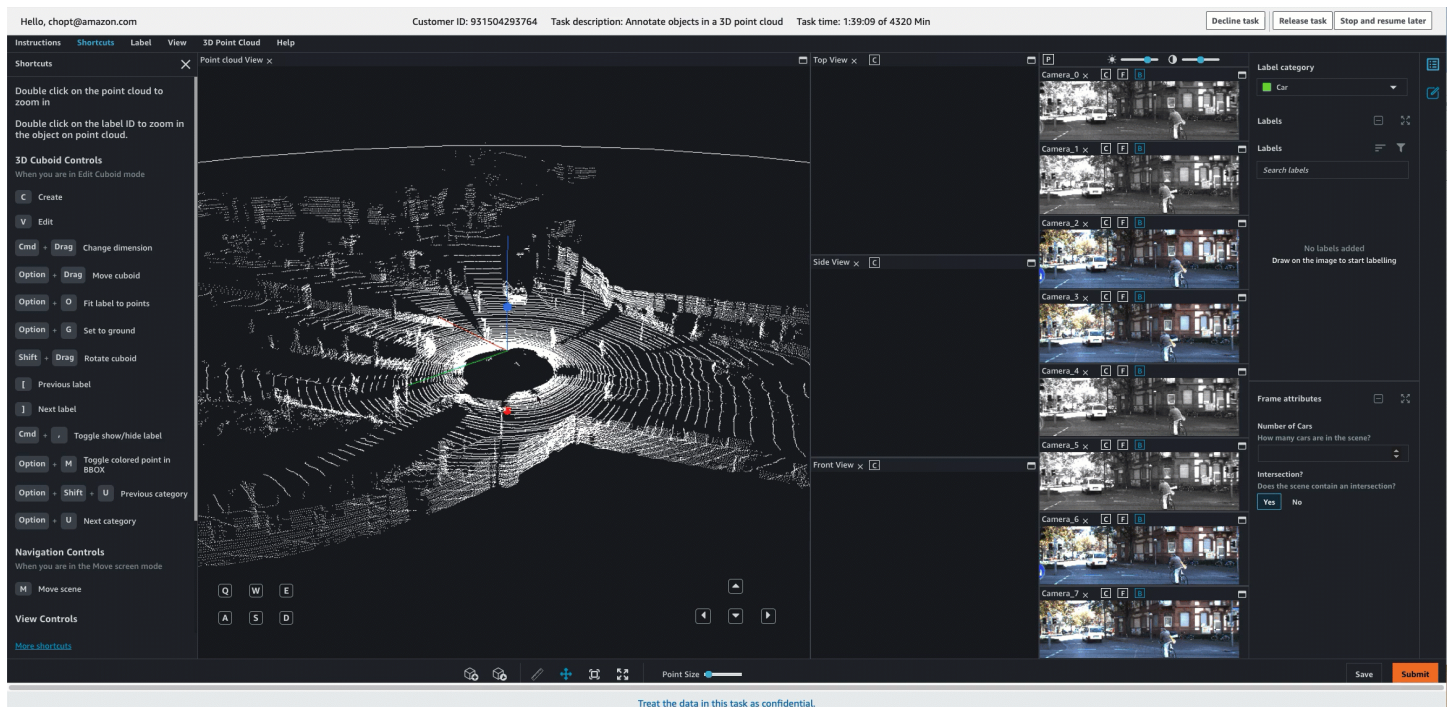 Hello, chopt@amazon.com
Customer ID: 931504293764 Task description: Annotate objects in a 3D point cloud Task time: 1:39:09 of 4320 Min
Decline task Release task Stop and resume later
Instructions Shortcuts Label View 3D Point Cloud Help
Shortcuts
Double click on the point cloud to
zoom in
Double click on the label ID to zoom in
the object on point cloud.
3D Cuboid Controls
When you are in Edit Cuboid mode
C Create
V Edit
Cmd + Drag Change dimension
Option + Drag Move cuboid
Option + O Fit label to points
Option + G Set to ground
Shift + Drag Rotate cuboid
[ Previous label
] Next label
Cmd + , Toggle show/hide label
Option + M Toggle colored point in
BBOX
Option + Shift + U Previous category
Option + U Next category
Navigation Controls
When you are in the Move screen mode
M Move scene
View Controls
More shortcuts
Point cloud View
Q W E
A S D
Top View C
Side View C
Front View C
P
Camera_0 C F B
Camera_1 C F B
Camera_2 C F B
Camera_3 C F B
Camera_4 C F B
Camera_5 C F B
Camera_6 C F B
Camera_7 C F B
Label category
Car
Labels
Labels
Search labels
No labels added
Draw on the image to start labelling
Frame attributes
Number of Cars
How many cars are in the scene?
Intersection?
Does the scene contain an intersection?
Yes No
Point Size
Save Submit
Treat the data in this task as confidential.